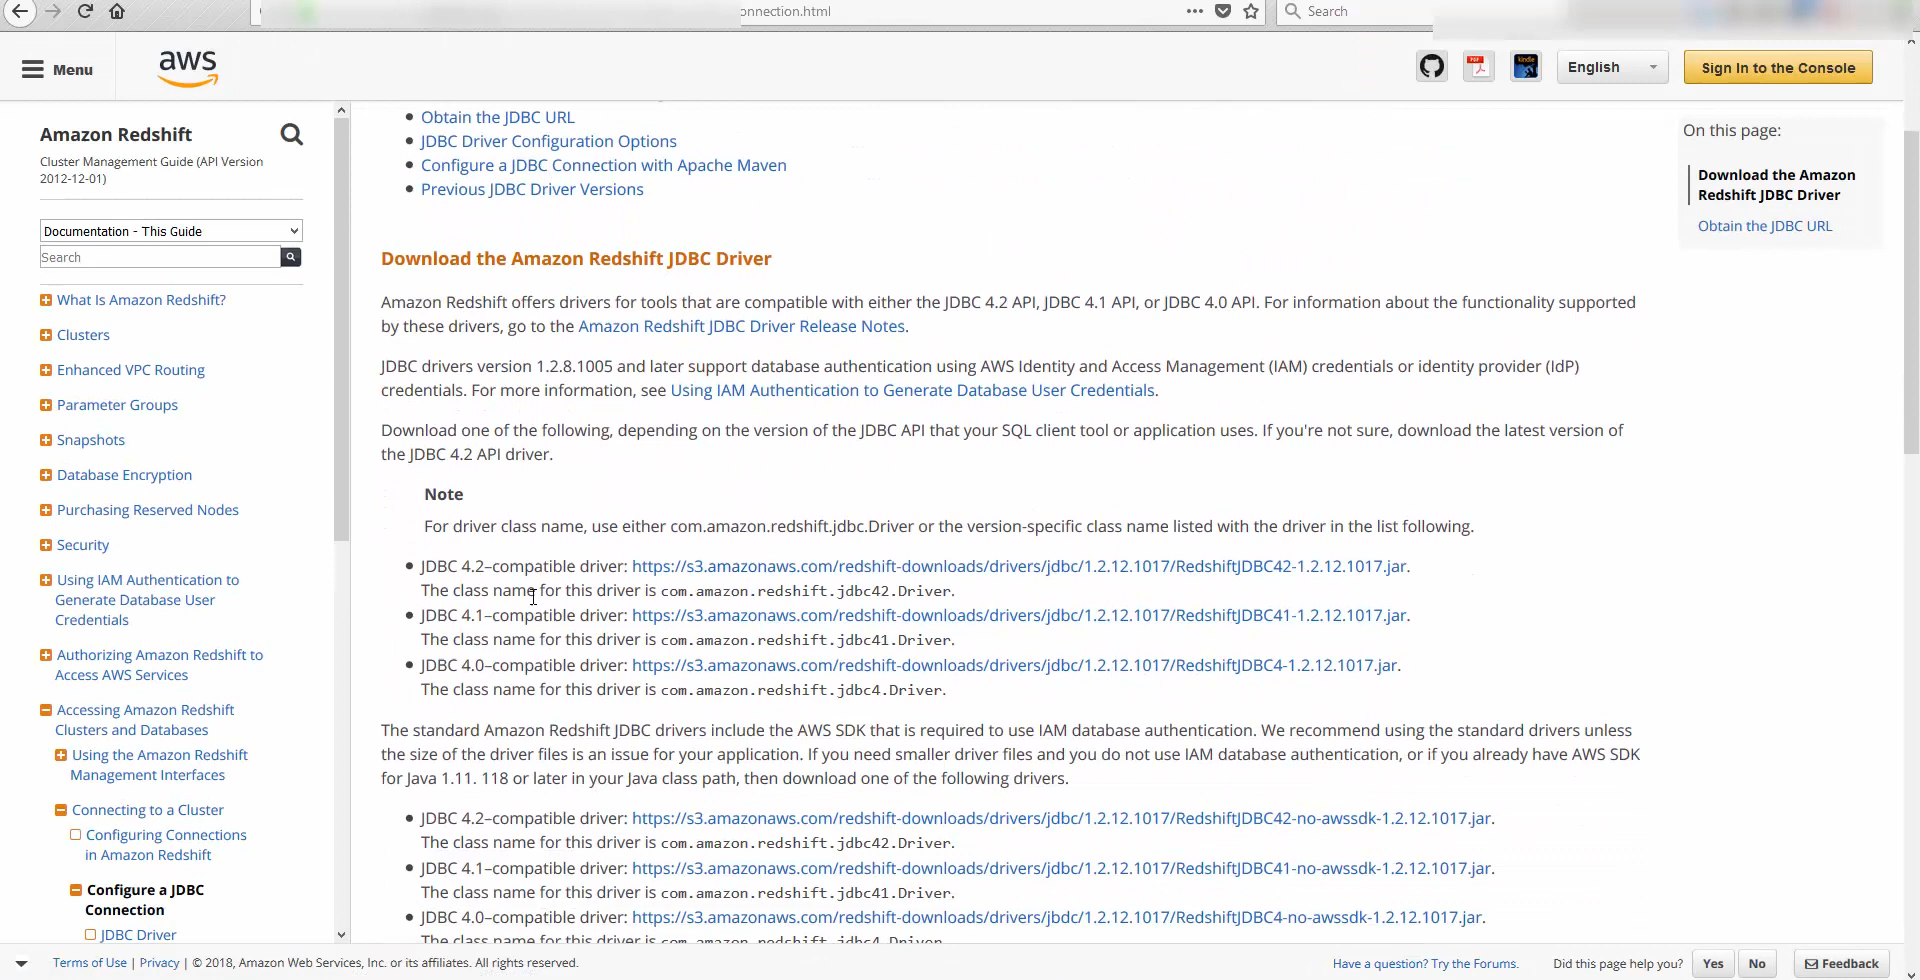 onnection.html
Search
Menu
aws
PDF
kindle
English
Sign In to the Console
Amazon Redshift
Cluster Management Guide (API Version
2012-12-01)
Documentation - This Guide
Search
What Is Amazon Redshift?
Clusters
Enhanced VPC Routing
Parameter Groups
Snapshots
Database Encryption
Purchasing Reserved Nodes
Security
Using IAM Authentication to
Generate Database User
Credentials
Authorizing Amazon Redshift to
Access AWS Services
Accessing Amazon Redshift
Clusters and Databases
Using the Amazon Redshift
Management Interfaces
Connecting to a Cluster
Configuring Connections
in Amazon Redshift
Configure a JDBC
Connection
JDBC Driver
Obtain the JDBC URL
JDBC Driver Configuration Options
Configure a JDBC Connection with Apache Maven
Previous JDBC Driver Versions
Download the Amazon Redshift JDBC Driver
Amazon Redshift offers drivers for tools that are compatible with either the JDBC 4.2 API, JDBC 4.1 API, or JDBC 4.0 API. For information about the functionality supported
by these drivers, go to the Amazon Redshift JDBC Driver Release Notes.
JDBC drivers version 1.2.8.1005 and later support database authentication using AWS Identity and Access Management (IAM) credentials or identity provider (IdP)
credentials. For more information, see Using IAM Authentication to Generate Database User Credentials.
Download one of the following, depending on the version of the JDBC API that your SQL client tool or application uses. If you're not sure, download the latest version of
the JDBC 4.2 API driver.
Note
For driver class name, use either com.amazon.redshift.jdbc.Driver or the version-specific class name listed with the driver in the list following.
JDBC 4.2–compatible driver: https://s3.amazonaws.com/redshift-downloads/drivers/jdbc/1.2.12.1017/RedshiftJDBC42-1.2.12.1017.jar.
The class name for this driver is com.amazon.redshift.jdbc42.Driver.
JDBC 4.1–compatible driver: https://s3.amazonaws.com/redshift-downloads/drivers/jdbc/1.2.12.1017/RedshiftJDBC41-1.2.12.1017.jar.
The class name for this driver is com.amazon.redshift.jdbc41.Driver.
JDBC 4.0–compatible driver: https://s3.amazonaws.com/redshift-downloads/drivers/jdbc/1.2.12.1017/RedshiftJDBC4-1.2.12.1017.jar.
The class name for this driver is com.amazon.redshift.jdbc4.Driver.
The standard Amazon Redshift JDBC drivers include the AWS SDK that is required to use IAM database authentication. We recommend using the standard drivers unless
the size of the driver files is an issue for your application. If you need smaller driver files and you do not use IAM database authentication, or if you already have AWS SDK
for Java 1.11. 118 or later in your Java class path, then download one of the following drivers.
JDBC 4.2–compatible driver: https://s3.amazonaws.com/redshift-downloads/drivers/jdbc/1.2.12.1017/RedshiftJDBC42-no-awssdk-1.2.12.1017.jar.
The class name for this driver is com.amazon.redshift.jdbc42.Driver.
JDBC 4.1–compatible driver: https://s3.amazonaws.com/redshift-downloads/drivers/jdbc/1.2.12.1017/RedshiftJDBC41-no-awssdk-1.2.12.1017.jar.
The class name for this driver is com.amazon.redshift.jdbc41.Driver.
JDBC 4.0–compatible driver: https://s3.amazonaws.com/redshift-downloads/drivers/jbdc/1.2.12.1017/RedshiftJDBC4-no-awssdk-1.2.12.1017.jar.
The class name for this driver is com.amazon.redshift.jdbc4.Driver.
On this page:
Download the Amazon
Redshift JDBC Driver
Obtain the JDBC URL
Terms of Use | Privacy | © 2018, Amazon Web Services, Inc. or its affiliates. All rights reserved.
Have a question? Try the Forums.
Did this page help you?
Yes
No
Feedback